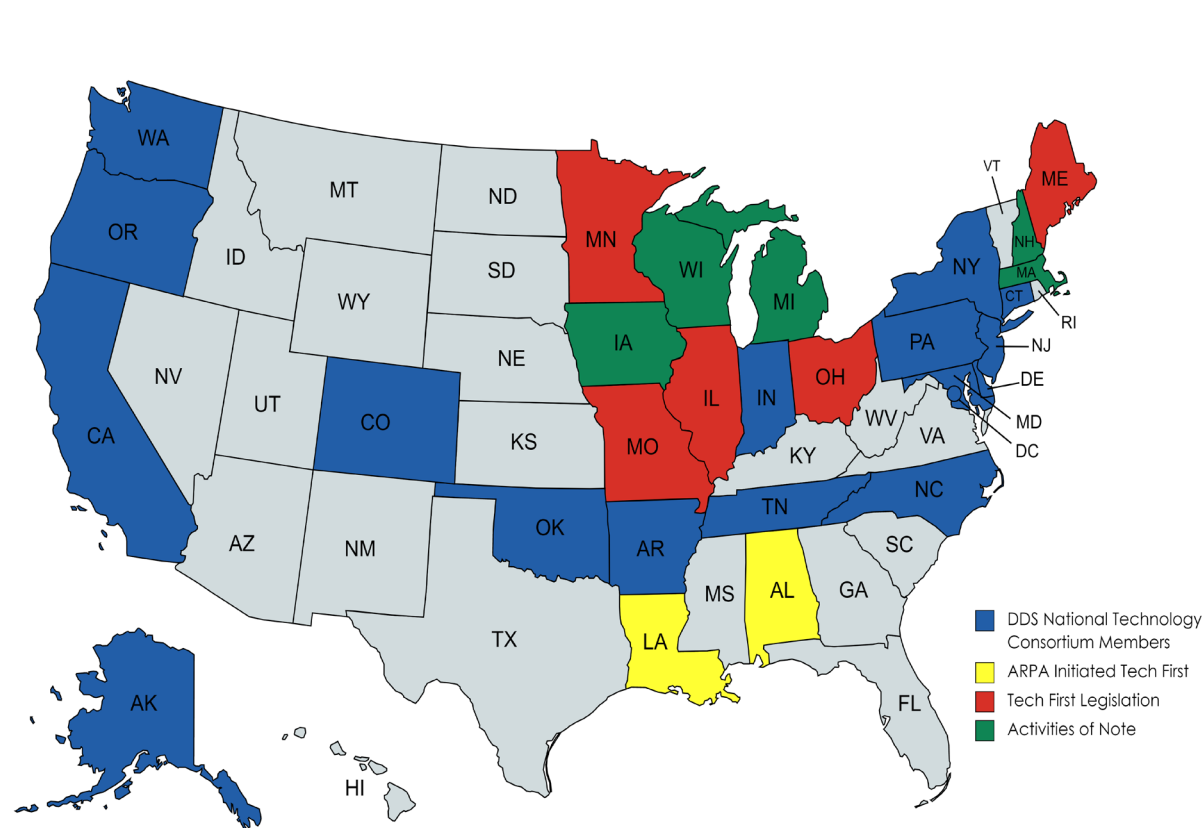 WA
OR
CA
ID
NV
MT
WY
UT
CO
AZ
NM
ND
SD
NE
KS
OK
TX
MN
IA
MO
AR
LA
WI
IL
MI
IN
OH
KY
TN
MS
AL
GA
FL
SC
NC
VA
WV
PA
NY
VT
NH
ME
MA
CT
RI
NJ
DE
MD
DC
AK
HI
DDS National Technology
Consortium Members
ARPA Initiated Tech First
Tech First Legislation
Activities of Note